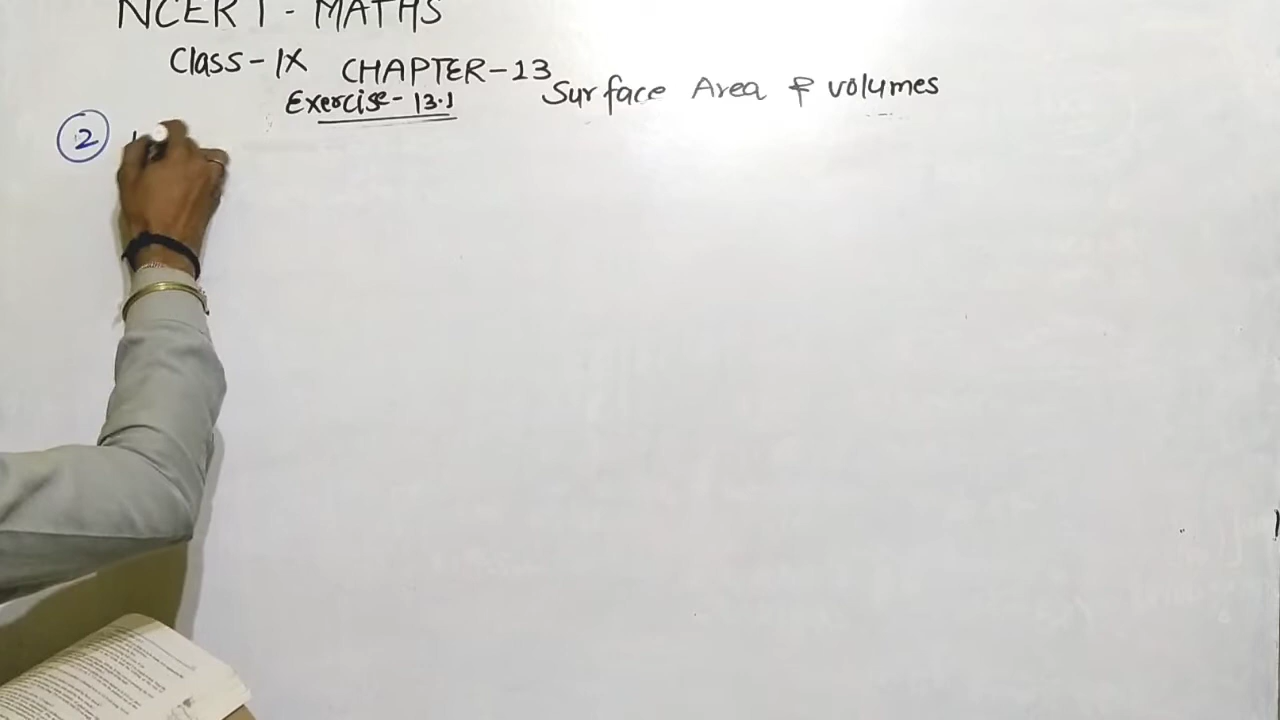 NCERT - MATHS
Class - IX CHAPTER - 13 Surface Area & volumes
Exercise - 13.1
2